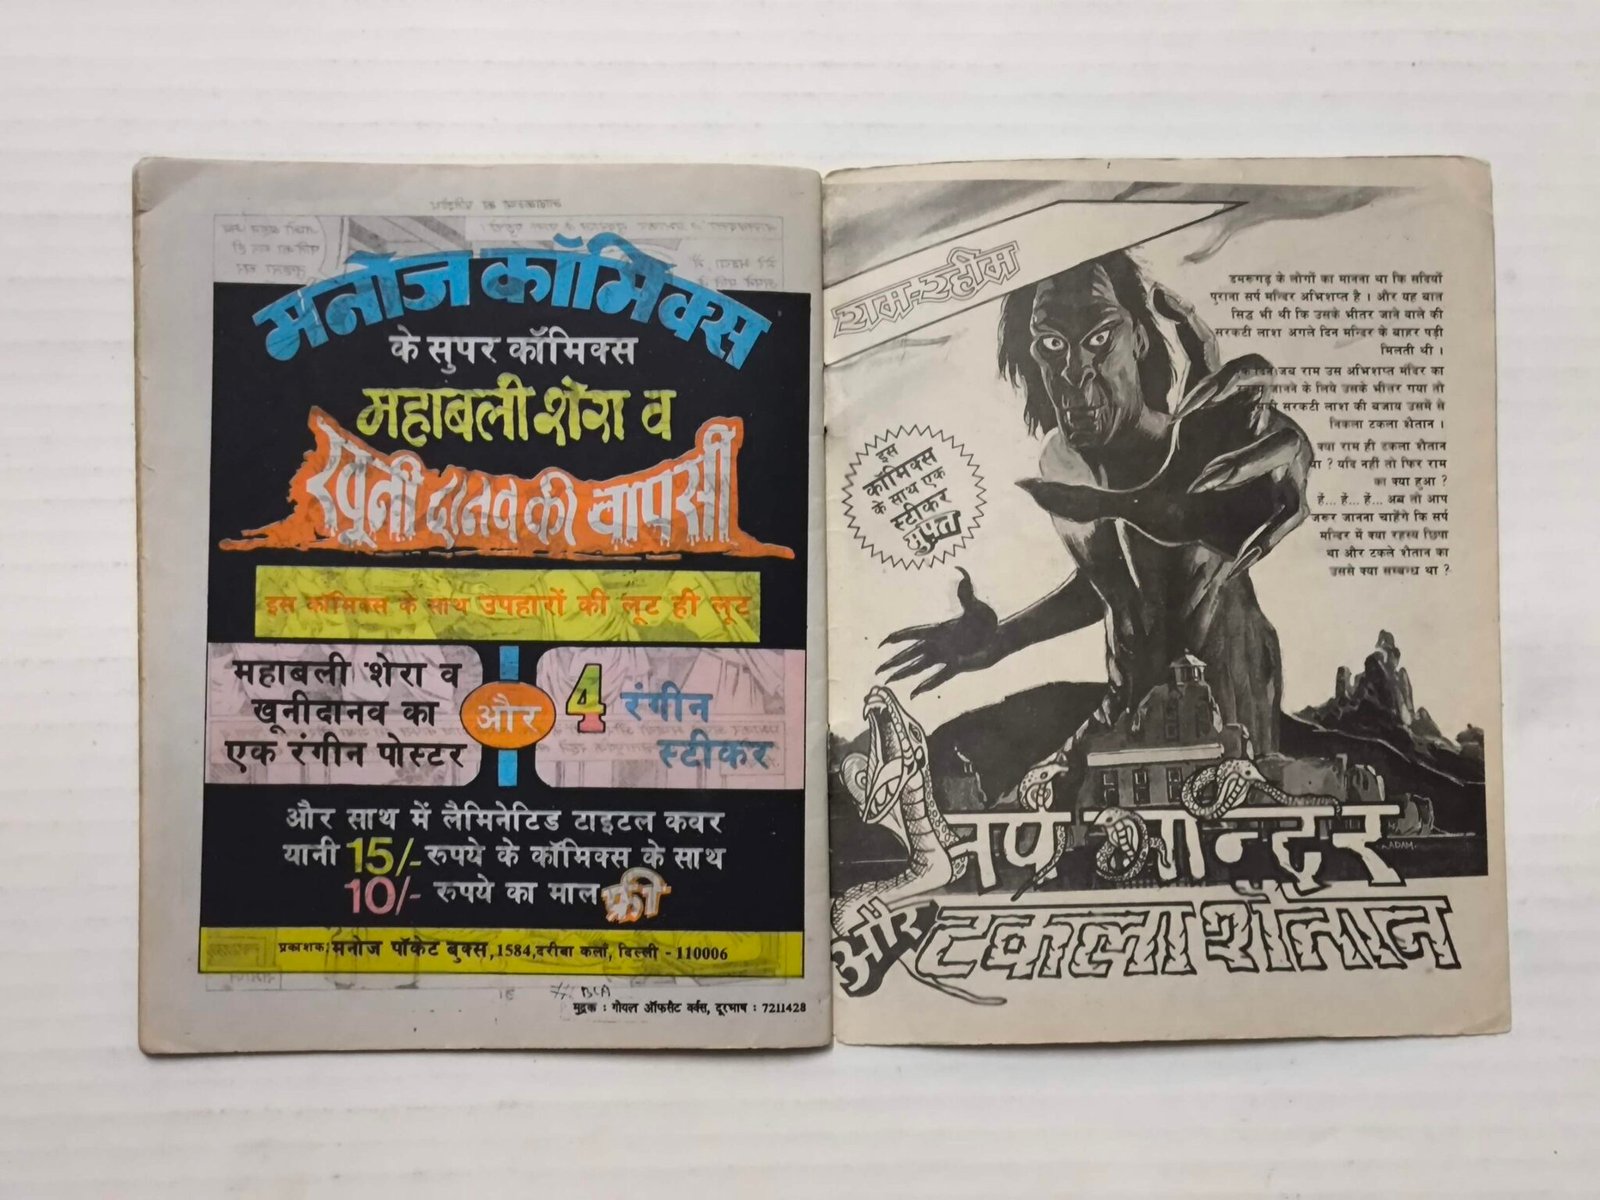 मनोज कॉमिक्स
के सुपर कॉमिक्स
महाबली शेरा व
खूनी दानव की वापसी
इस कॉमिक्स के साथ उपहारों की लूट ही लूट
महाबली शेरा व
खूनीदानव का
एक रंगीन पोस्टर
और
4 रंगीन
स्टीकर
और साथ में लैमिनेटिड टाइटल कवर
यानी 15/- रुपये के कॉमिक्स के साथ
10/- रुपये का माल फ्री
प्रकाशक: मनोज पॉकेट बुक्स, 1584, दरीबा कलाँ, दिल्ली - 110006
मुद्रक : गोयल ऑफसैट वर्क्स, दूरभाष : 7211428
राम-रहीम
डमरूगढ़ के लोगों का मानना था कि सदियों
पुराना सर्प मन्दिर अभिशप्त है । और यह बात
सिद्ध भी थी कि उसके भीतर जाने वाले की
सरकटी लाश अगले दिन मन्दिर के बाहर पड़ी
मिलती थी ।
जब राम उस अभिशप्त मंदिर का
जानने के लिये उसके भीतर गया तो
सरकटी लाश की बजाय उसमें से
निकला टकला शैतान ।
क्या राम ही टकला शैतान
था ? यदि नहीं तो फिर राम
का क्या हुआ ?
हें... हें... हें... अब तो आप
जरूर जानना चाहेंगे कि सर्प
मन्दिर में क्या रहस्य छिपा
था और टकले शैतान का
उससे क्या सम्बन्ध था ?
इस
कॉमिक्स
के साथ एक
स्टीकर
मुफ्त
सर्प मन्दिर
ADAM
और टकला शैतान